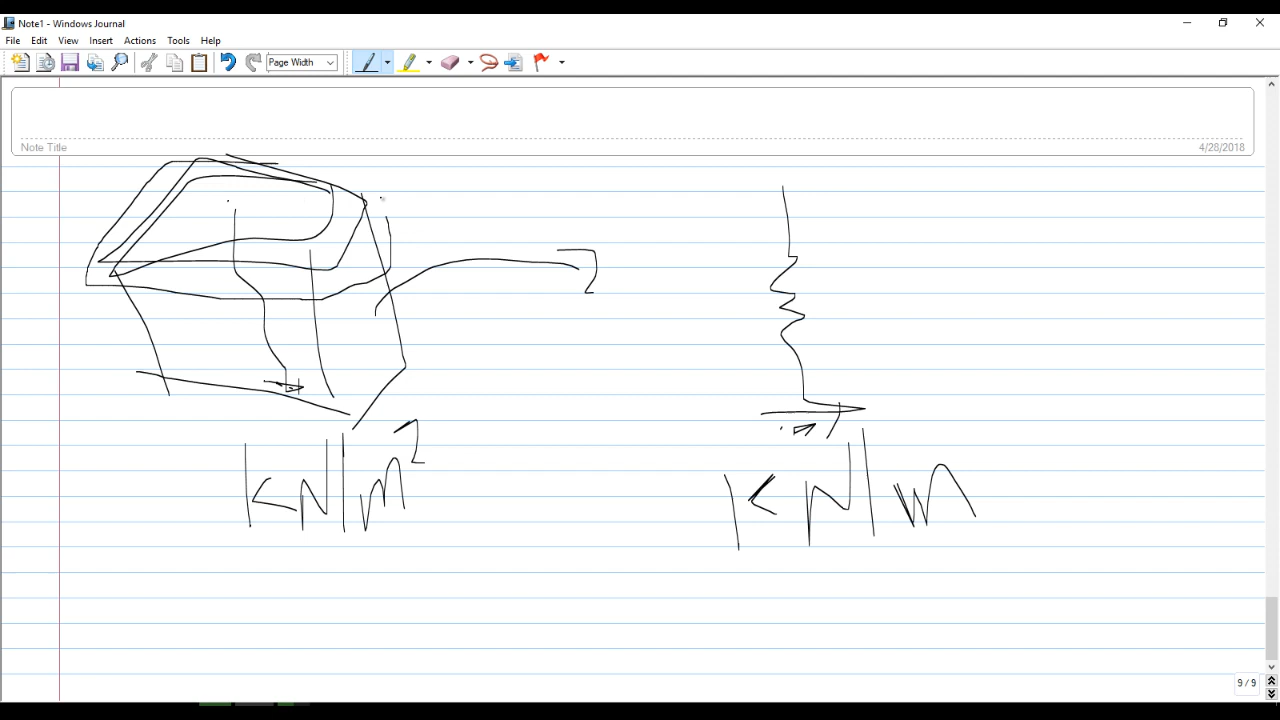 Note1 - Windows Journal
File Edit View Insert Actions Tools Help
Page Width
Note Title
4/28/2018
2
KN/m²
KN/m
9 / 9